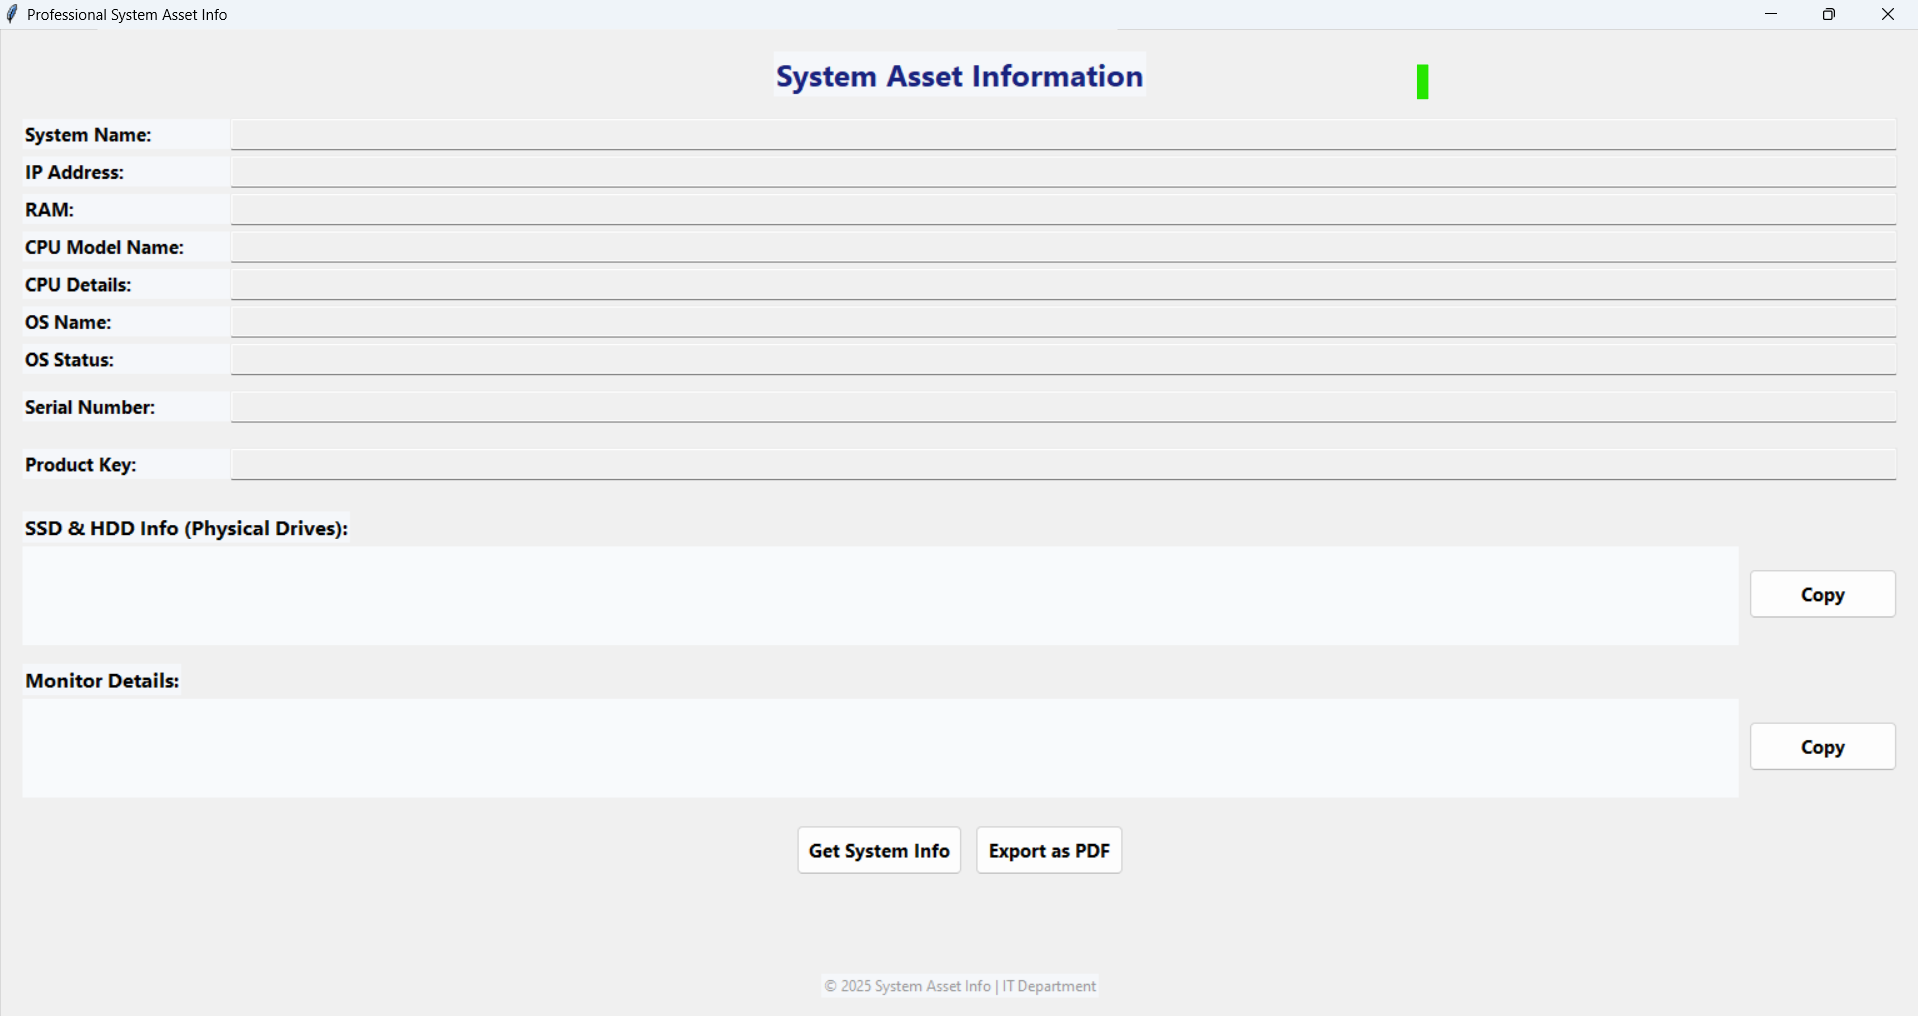 Professional System Asset Info
System Asset Information
System Name:
IP Address:
RAM:
CPU Model Name:
CPU Details:
OS Name:
OS Status:
Serial Number:
Product Key:
SSD & HDD Info (Physical Drives):
Copy
Monitor Details:
Copy
Get System Info Export as PDF
© 2025 System Asset Info | IT Department